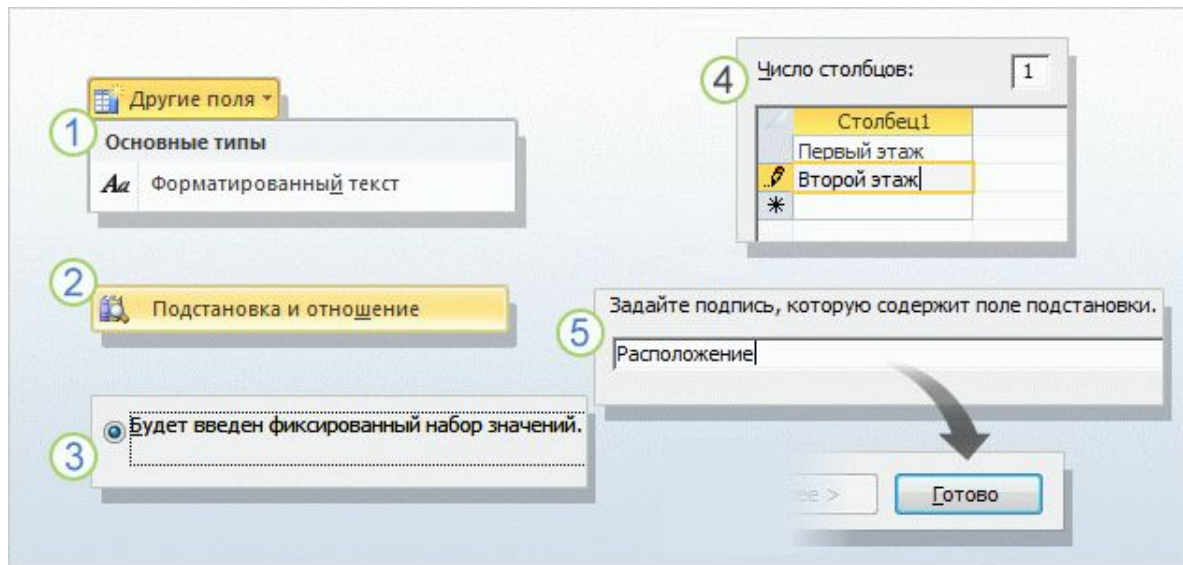 1
Другие поля
Основные типы
Aa Форматированный текст
2
Подстановка и отношение
3
Будет введен фиксированный набор значений.
4
Число столбцов: 1
Столбец1
Первый этаж
Второй этаж
5
Задайте подпись, которую содержит поле подстановки.
Расположение
Готово